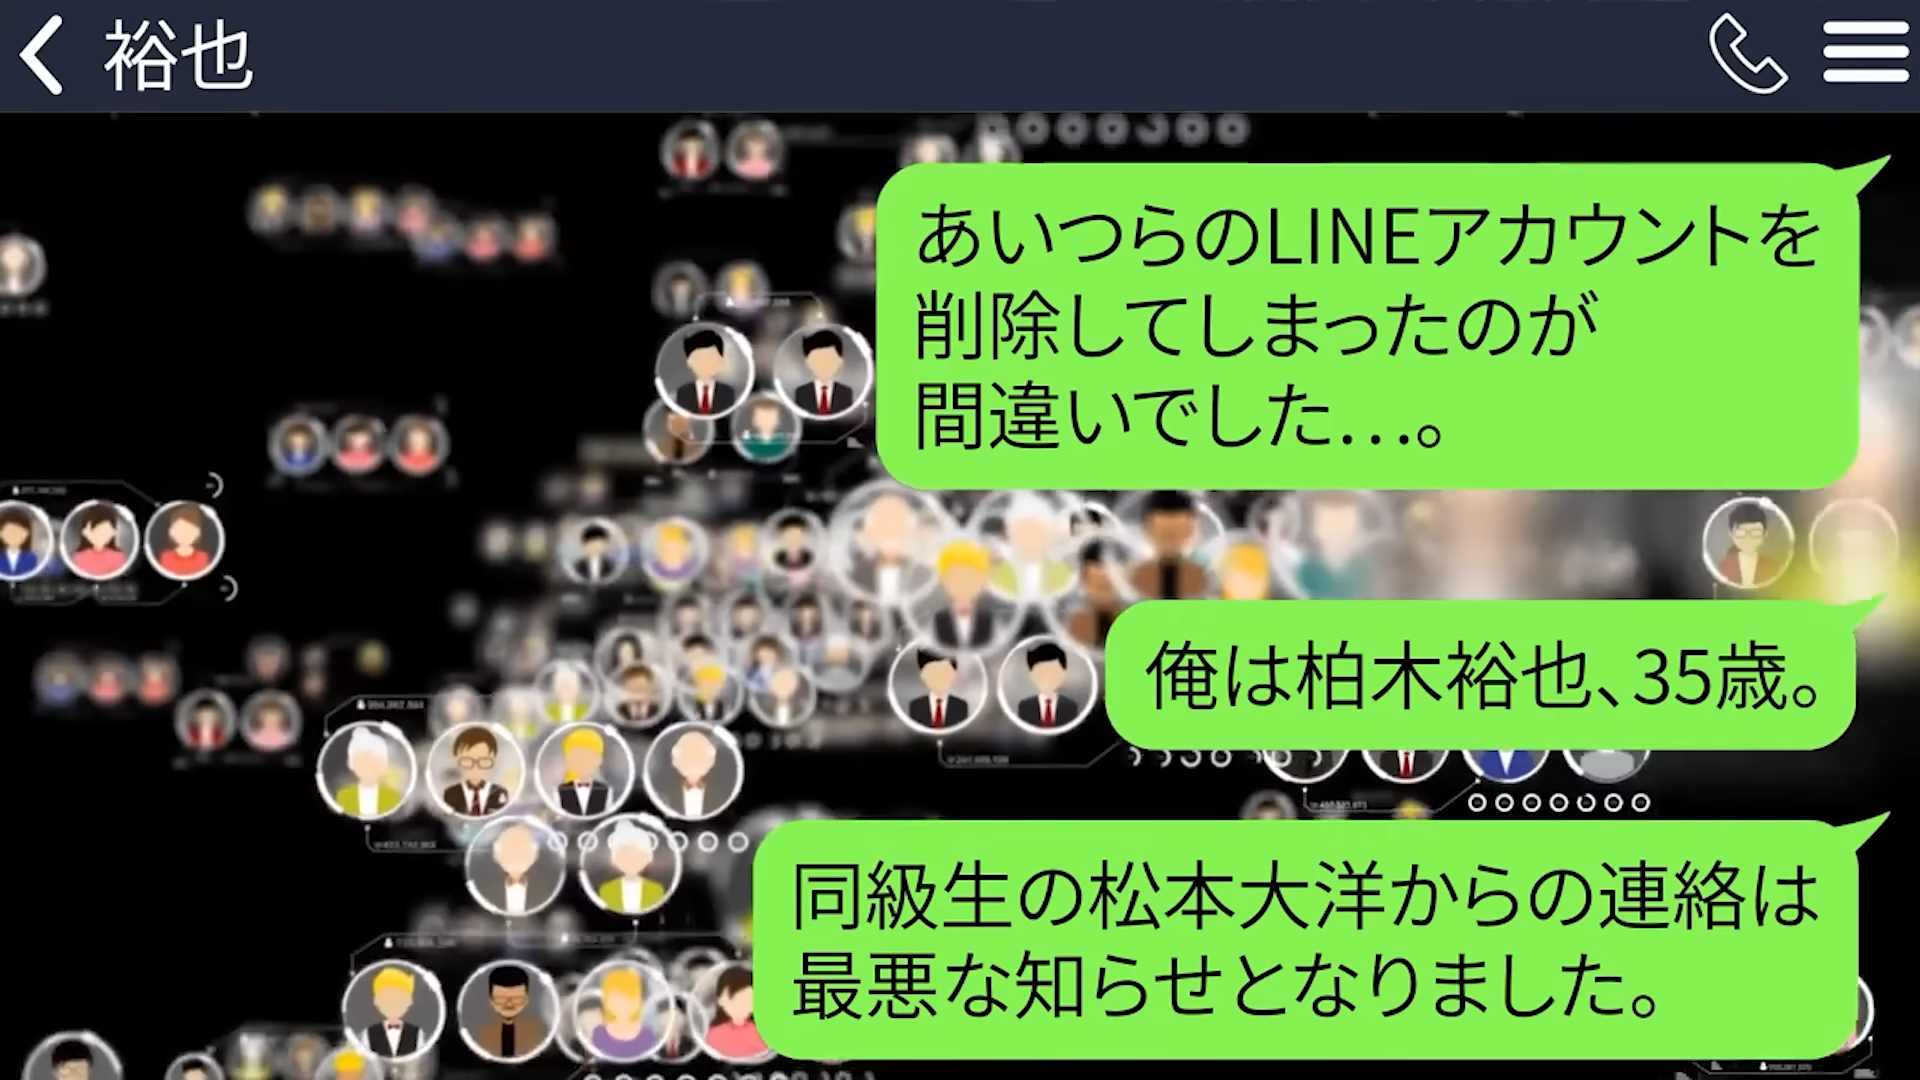 裕也
あいつらのLINEアカウントを
削除してしまったのが
間違いでした…。
俺は柏木裕也、35歳。
同級生の松本大洋からの連絡は
最悪な知らせとなりました。